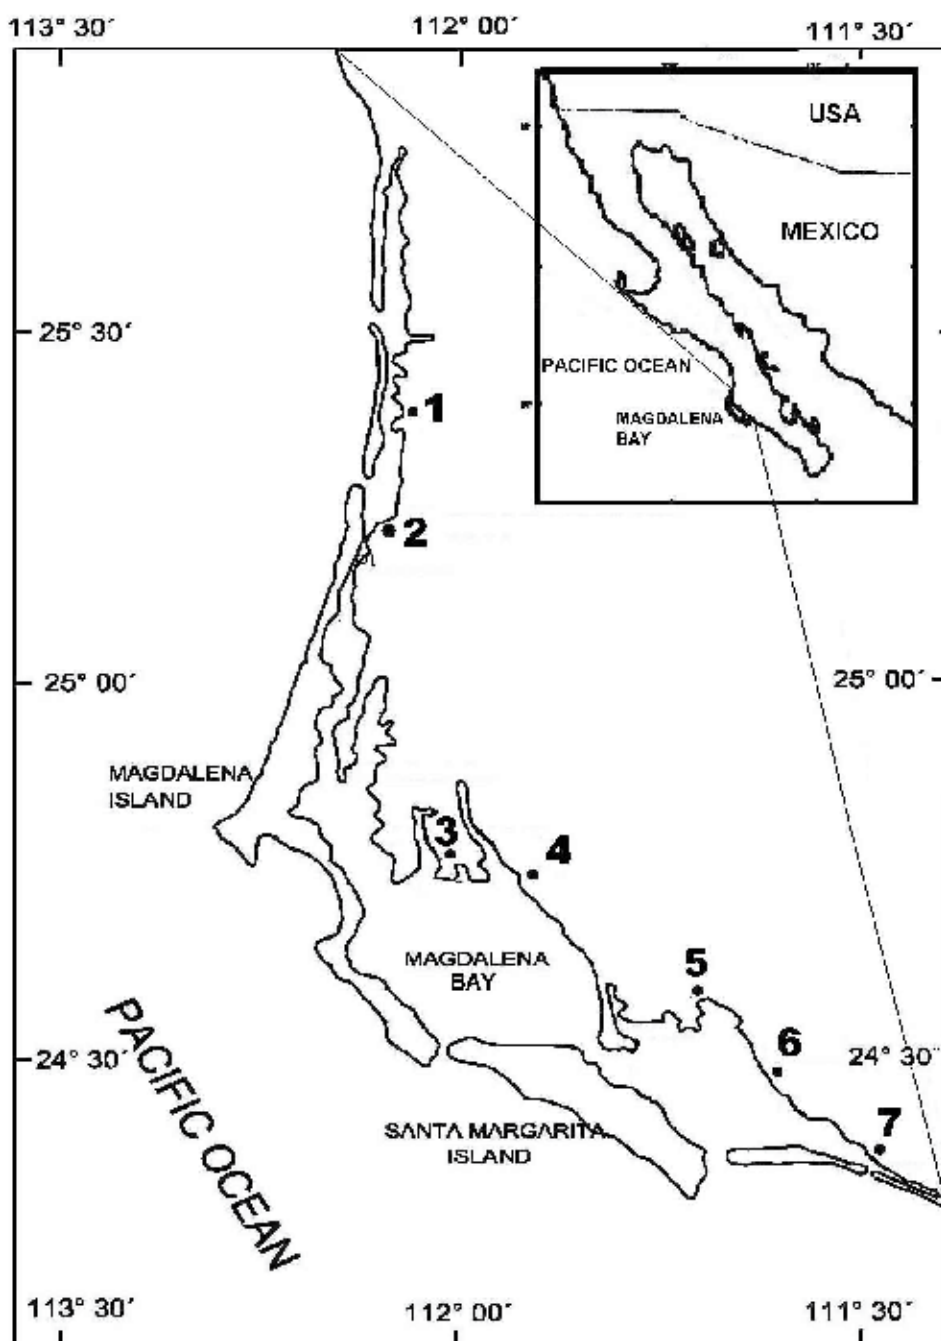 113° 30´ 112° 00´ 111° 30´
USA
MEXICO
25° 30´
PACIFIC OCEAN
MAGDALENA
BAY
1
2
25° 00´ 25° 00´
MAGDALENA
ISLAND
3
4
MAGDALENA
BAY
5
PACIFIC OCEAN
24° 30´ 24° 30¨
6
SANTA MARGARITA
ISLAND
7
113° 30´ 112° 00´ 111° 30´